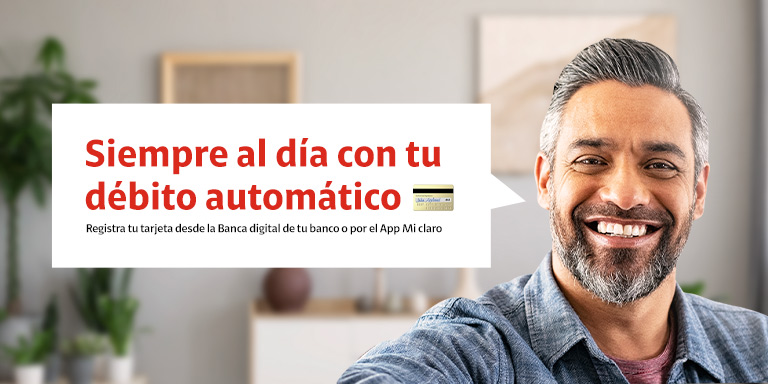 Siempre al día con tu
débito automático
Registra tu tarjeta desde la Banca digital de tu banco o por el App Mi claro